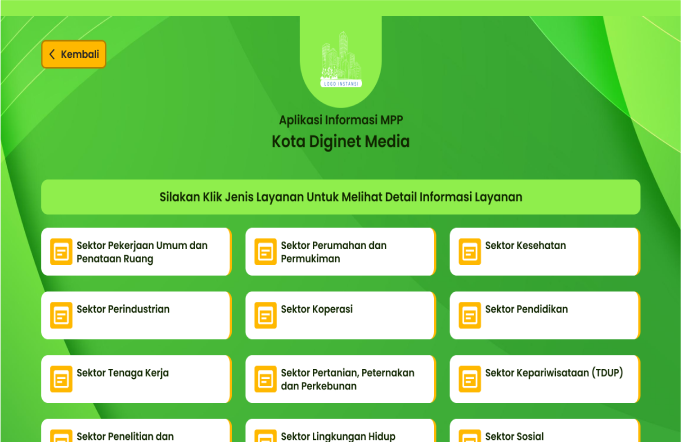 Kembali
LOGO INSTANSI
Aplikasi Informasi MPP
Kota Diginet Media
Silakan Klik Jenis Layanan Untuk Melihat Detail Informasi Layanan
Sektor Pekerjaan Umum dan
Penataan Ruang
Sektor Perumahan dan
Permukiman
Sektor Kesehatan
Sektor Perindustrian
Sektor Koperasi
Sektor Pendidikan
Sektor Tenaga Kerja
Sektor Pertanian, Peternakan
dan Perkebunan
Sektor Kepariwisataan (TDUP)
Sektor Penelitian dan
Sektor Lingkungan Hidup
Sektor Sosial